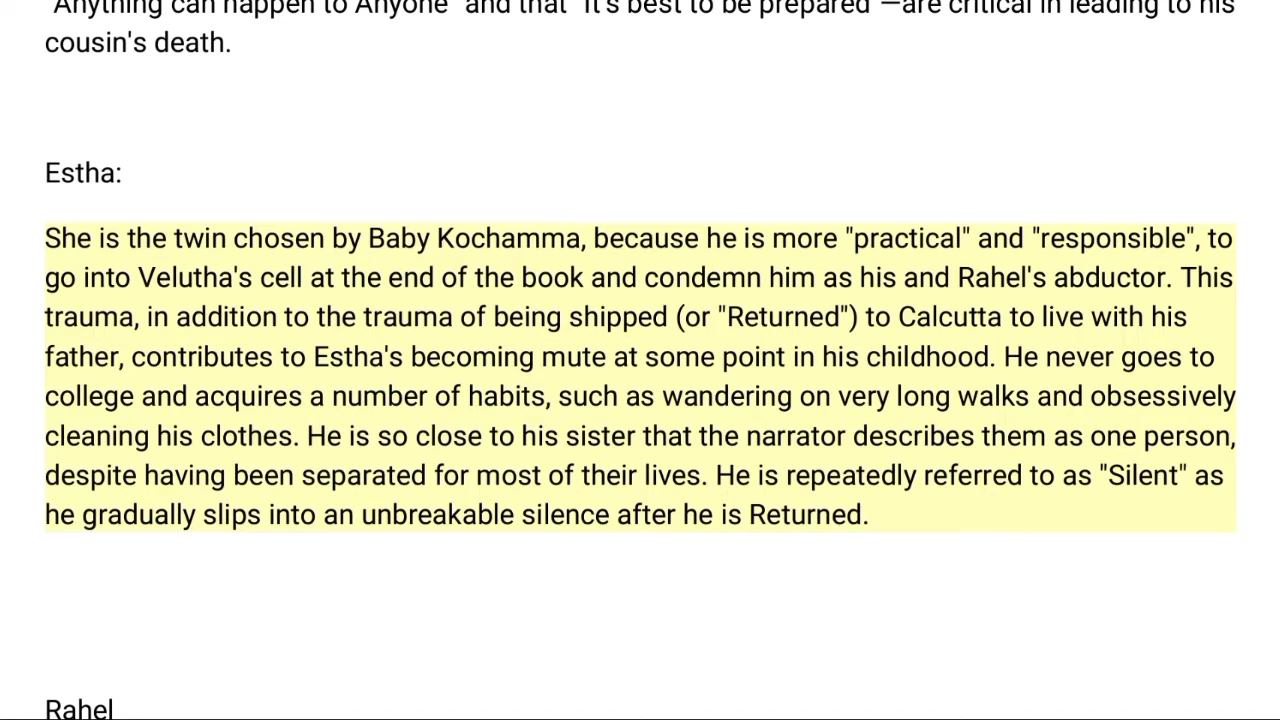 "Anything can happen to Anyone" and that "It's best to be prepared"—are critical in leading to his
cousin's death.
Estha:
She is the twin chosen by Baby Kochamma, because he is more "practical" and "responsible", to
go into Velutha's cell at the end of the book and condemn him as his and Rahel's abductor. This
trauma, in addition to the trauma of being shipped (or "Returned") to Calcutta to live with his
father, contributes to Estha's becoming mute at some point in his childhood. He never goes to
college and acquires a number of habits, such as wandering on very long walks and obsessively
cleaning his clothes. He is so close to his sister that the narrator describes them as one person,
despite having been separated for most of their lives. He is repeatedly referred to as "Silent" as
he gradually slips into an unbreakable silence after he is Returned.
Rahel